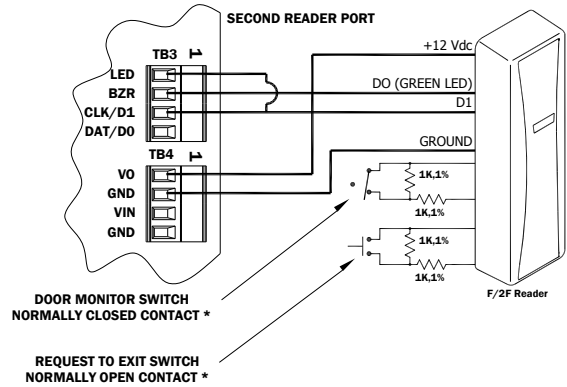 SECOND READER PORT
TB3 1
LED
BZR
CLK/D1
DAT/D0
TB4 1
VO
GND
VIN
GND
+12 Vdc
DO (GREEN LED)
D1
GROUND
1K,1%
1K,1%
1K,1%
1K,1%
F/2F Reader
DOOR MONITOR SWITCH
NORMALLY CLOSED CONTACT *
REQUEST TO EXIT SWITCH
NORMALLY OPEN CONTACT *